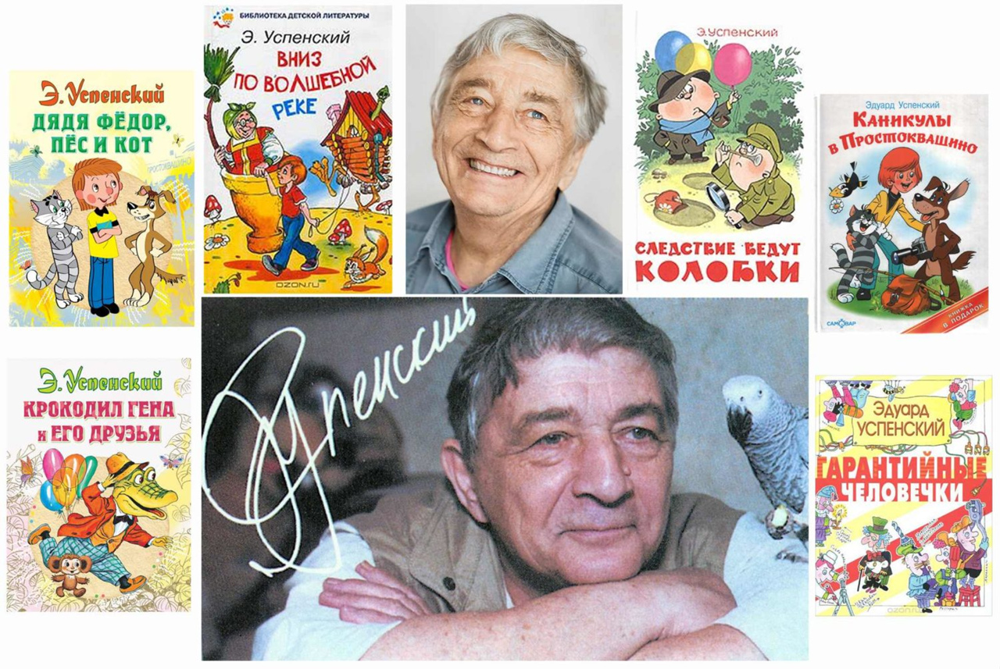 Э. Успенский
ДЯДЯ ФЁДОР,
ПЁС И КОТ
ПРОСТОКВАШИНО
БИБЛИОТЕКА ДЕТСКОЙ ЛИТЕРАТУРЫ
Э. Успенский
ВНИЗ
ПО ВОЛШЕБНОЙ
РЕКЕ
ozon.ru
Э.УСПЕНСКИЙ
СЛЕДСТВИЕ ВЕДУТ
КОЛОБКИ
Эдуард Успенский
КАНИКУЛЫ
В ПРОСТОКВАШИНО
САМОВАР
КНИЖКА
В ПОДАРОК
Э. Успенский
КРОКОДИЛ ГЕНА
И ЕГО ДРУЗЬЯ
Успенский
Эдуард
УСПЕНСКИЙ
ГАРАНТИЙНЫЕ
ЧЕЛОВЕЧКИ
ozon.ru